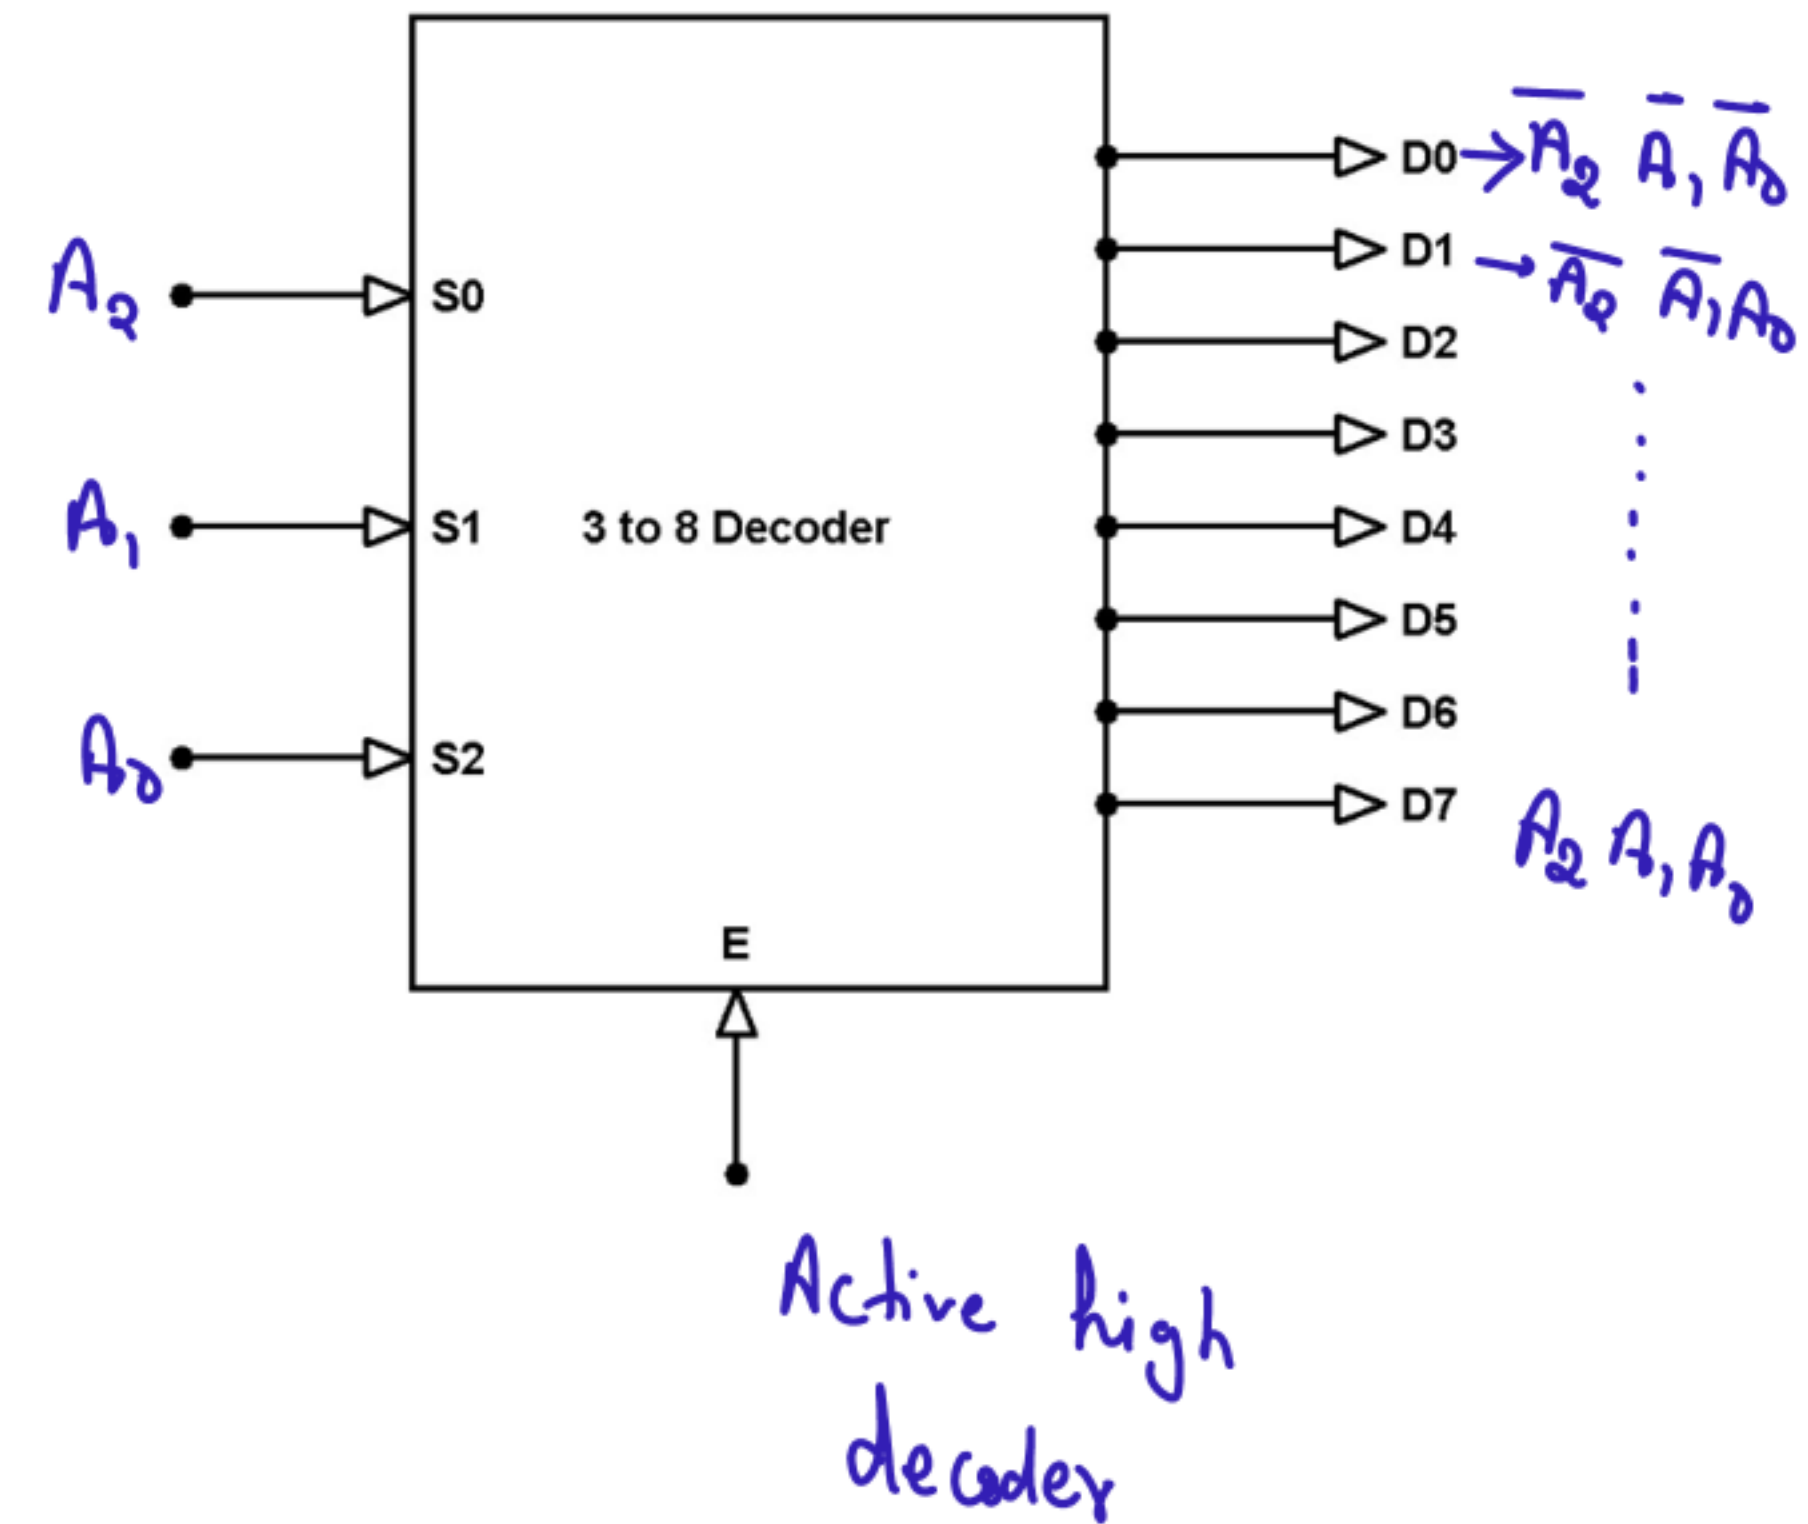 D0 → A̅₂ A̅₁ A̅₀
D1 → A̅₂ A̅₁ A₀
A₂ S0
D2
D3
A₁ S1 3 to 8 Decoder D4
D5
D6
A₀ S2
D7 A₂ A₁ A₀
E
Active high
decoder